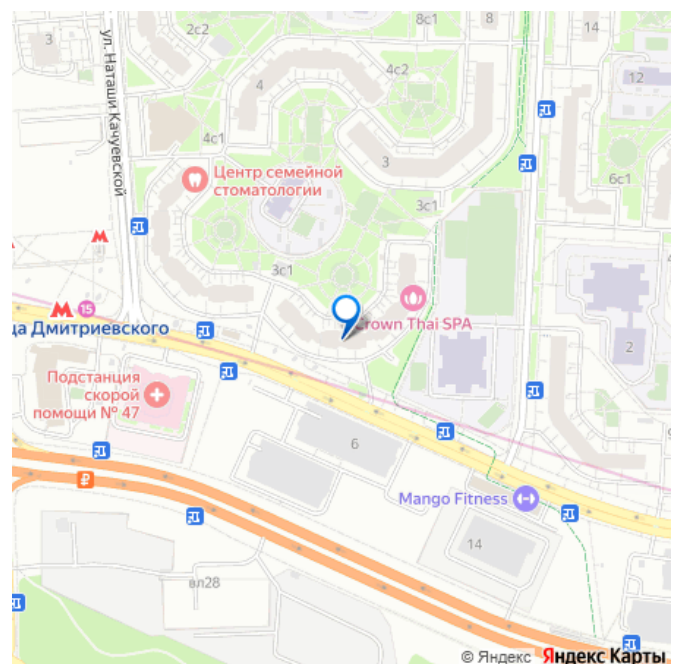 8с1
8
14
2с2
3
4
4с2
12
ул. Наташи Качуевской
4с1
3
6с1
Центр семейной
стоматологии
3с1
3с1
15
ца Дмитриевского
Crown Thai SPA
2
Подстанция
скорой
помощи № 47
6
₽
Mango Fitness
14
вл28
© Яндекс Яндекс Карты